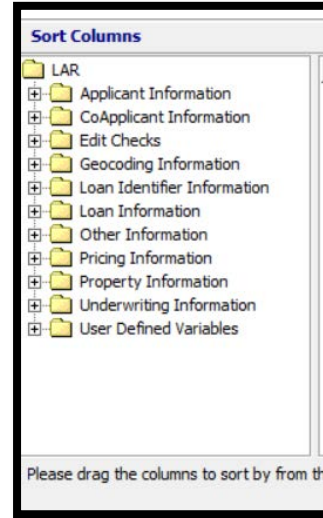 Sort Columns
LAR
Applicant Information
CoApplicant Information
Edit Checks
Geocoding Information
Loan Identifier Information
Loan Information
Other Information
Pricing Information
Property Information
Underwriting Information
User Defined Variables
Please drag the columns to sort by from